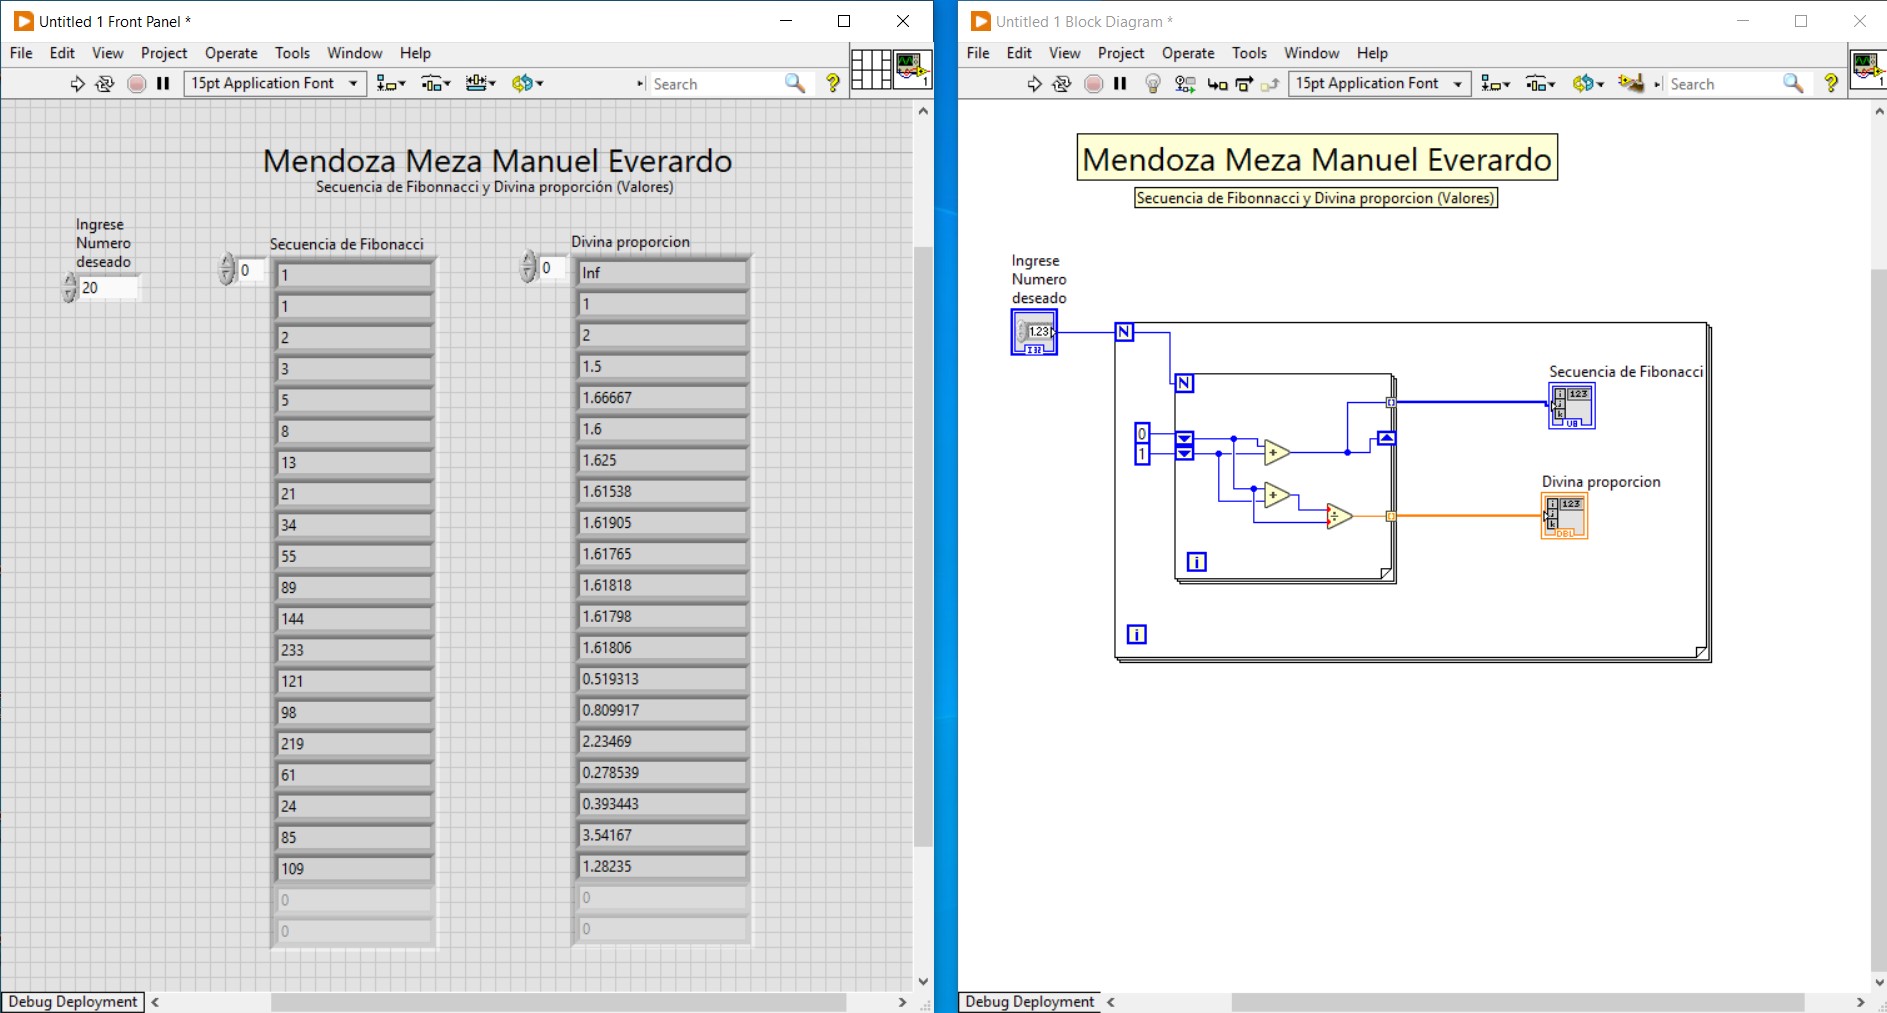 Untitled 1 Front Panel *
File Edit View Project Operate Tools Window Help
15pt Application Font
Search
?
1
Mendoza Meza Manuel Everardo
Secuencia de Fibonnacci y Divina proporción (Valores)
Ingrese
Numero
deseado
20
Secuencia de Fibonacci
0
1
1
2
3
5
8
13
21
34
55
89
144
233
121
98
219
61
24
85
109
0
0
Divina proporcion
0
Inf
1
2
1.5
1.66667
1.6
1.625
1.61538
1.61905
1.61765
1.61818
1.61798
1.61806
0.519313
0.809917
2.23469
0.278539
0.393443
3.54167
1.28235
0
0
Debug Deployment
Untitled 1 Block Diagram *
File Edit View Project Operate Tools Window Help
15pt Application Font
Search
?
1
Mendoza Meza Manuel Everardo
Secuencia de Fibonnacci y Divina proporcion (Valores)
Ingrese
Numero
deseado
1.23
I32
N
N
0
1
+
+
÷
i
i
Secuencia de Fibonacci
i 123
j
k
U8
Divina proporcion
i 123
j
k
DBL
Debug Deployment